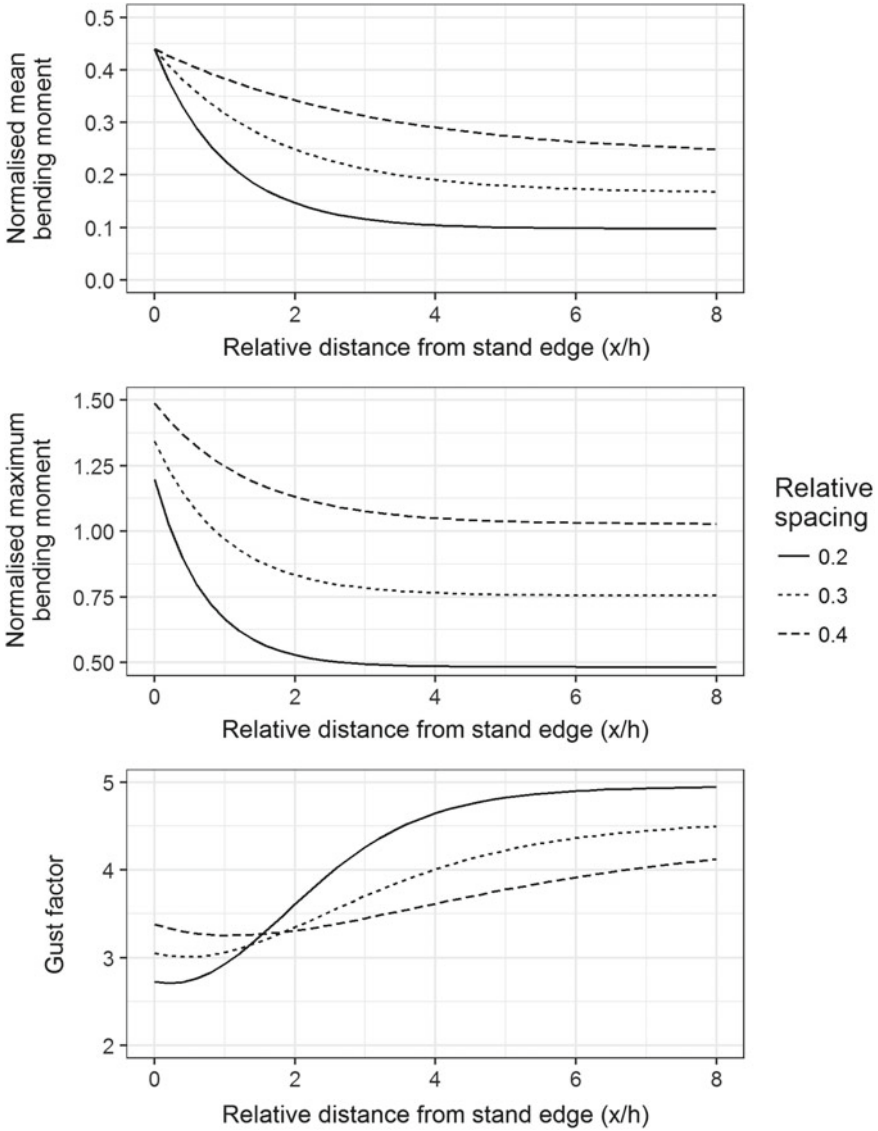 Normalised mean
bending moment
0.5
0.4
0.3
0.2
0.1
0.0
0 2 4 6 8
Relative distance from stand edge (x/h)
Normalised maximum
bending moment
1.50
1.25
1.00
0.75
0.50
0 2 4 6 8
Relative distance from stand edge (x/h)
Relative
spacing
0.2
0.3
0.4
Gust factor
5
4
3
2
0 2 4 6 8
Relative distance from stand edge (x/h)